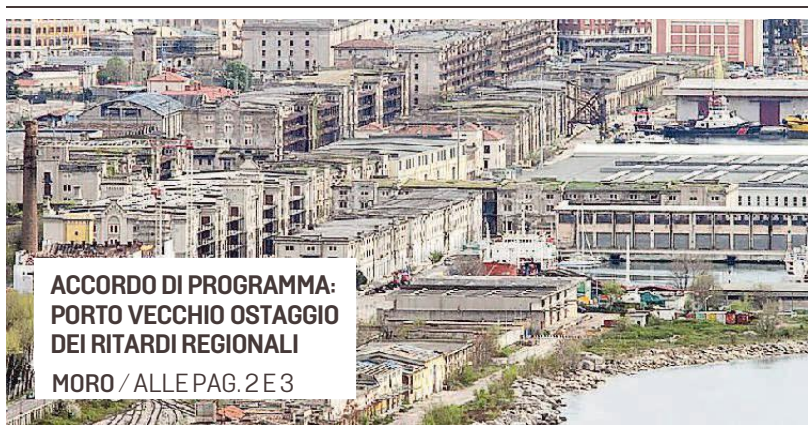 ACCORDO DI PROGRAMMA:
PORTO VECCHIO OSTAGGIO
DEI RITARDI REGIONALI
MORO / ALLE PAG. 2 E 3